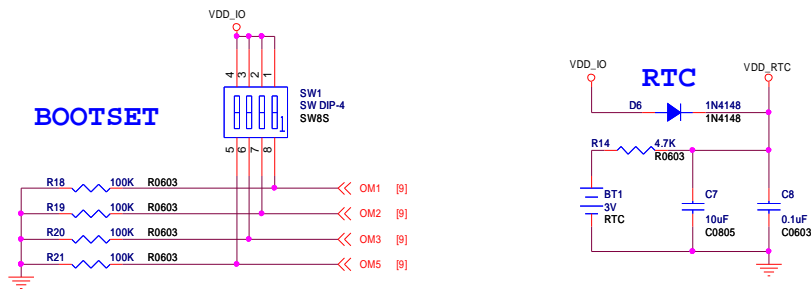 VDD_IO
4 3 2 1
SW1
SW DIP-4
SW8S
1
BOOTSET
5 6 7 8
R18 100K R0603 OM1 [9]
R19 100K R0603 OM2 [9]
R20 100K R0603 OM3 [9]
R21 100K R0603 OM5 [9]
RTC
VDD_IO VDD_RTC
D6 1N4148
1N4148
R14 4.7K
R0603
BT1
3V
RTC
C7
10uF
C0805
C8
0.1uF
C0603